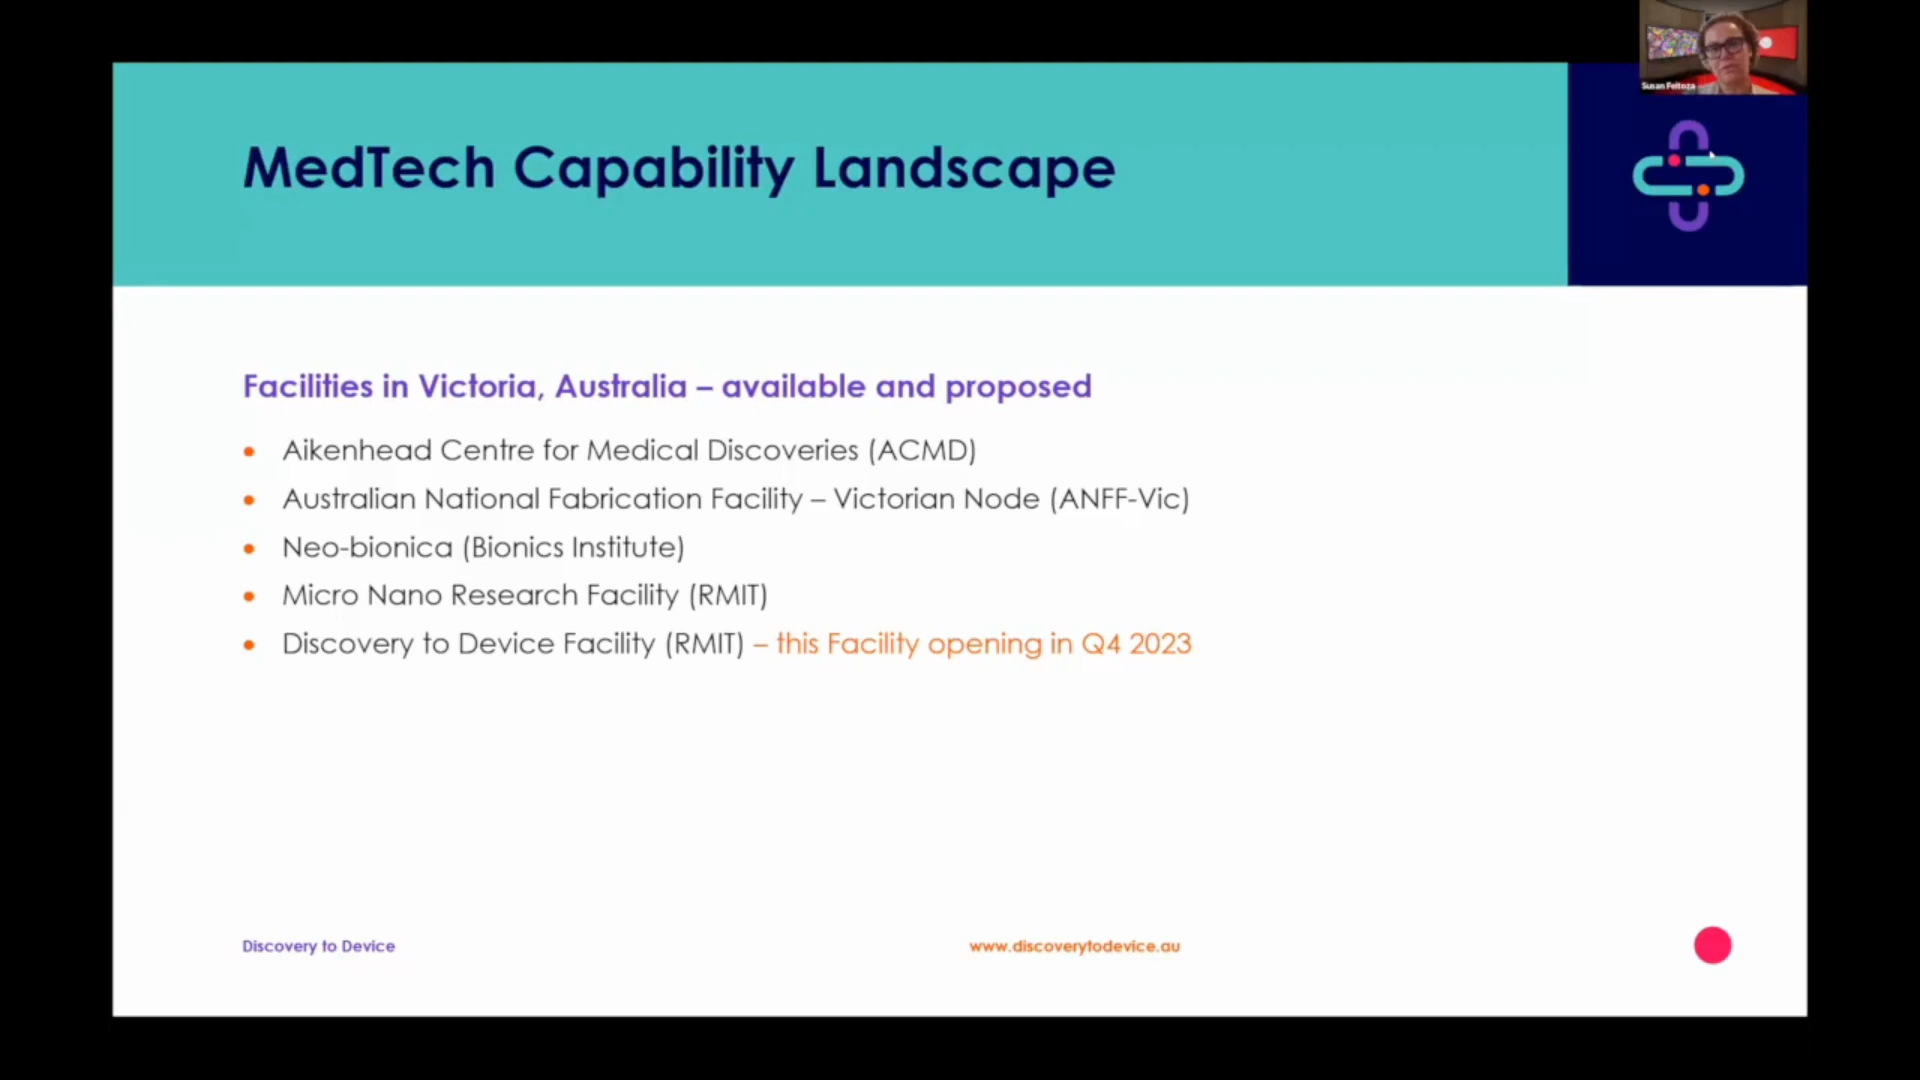 Susan Feitoza
MedTech Capability Landscape
Facilities in Victoria, Australia – available and proposed
• Aikenhead Centre for Medical Discoveries (ACMD)
• Australian National Fabrication Facility – Victorian Node (ANFF-Vic)
• Neo-bionica (Bionics Institute)
• Micro Nano Research Facility (RMIT)
• Discovery to Device Facility (RMIT) – this Facility opening in Q4 2023
Discovery to Device
www.discoverytodevice.au